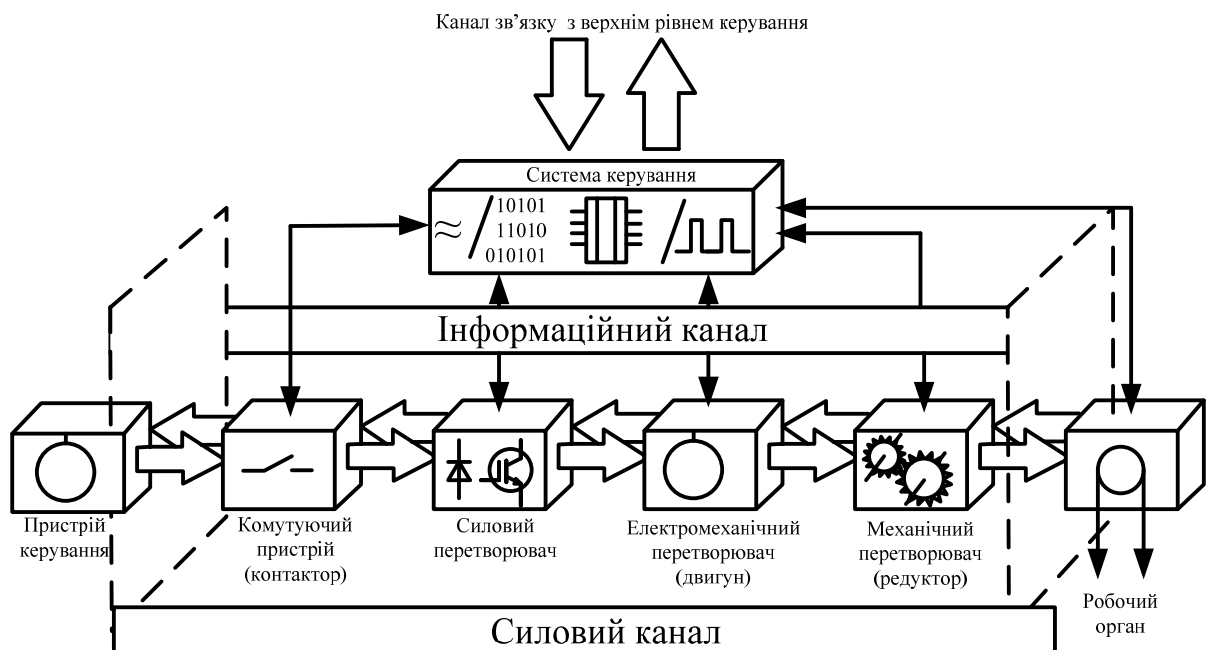 Канал зв’язку з верхнім рівнем керування
Система керування
10101
11010
010101
Інформаційний канал
Пристрій
керування
Комутуючий
пристрій
(контактор)
Силовий
перетворювач
Електромеханічний
перетворювач
(двигун)
Механічний
перетворювач
(редуктор)
Робочий
орган
Силовий канал